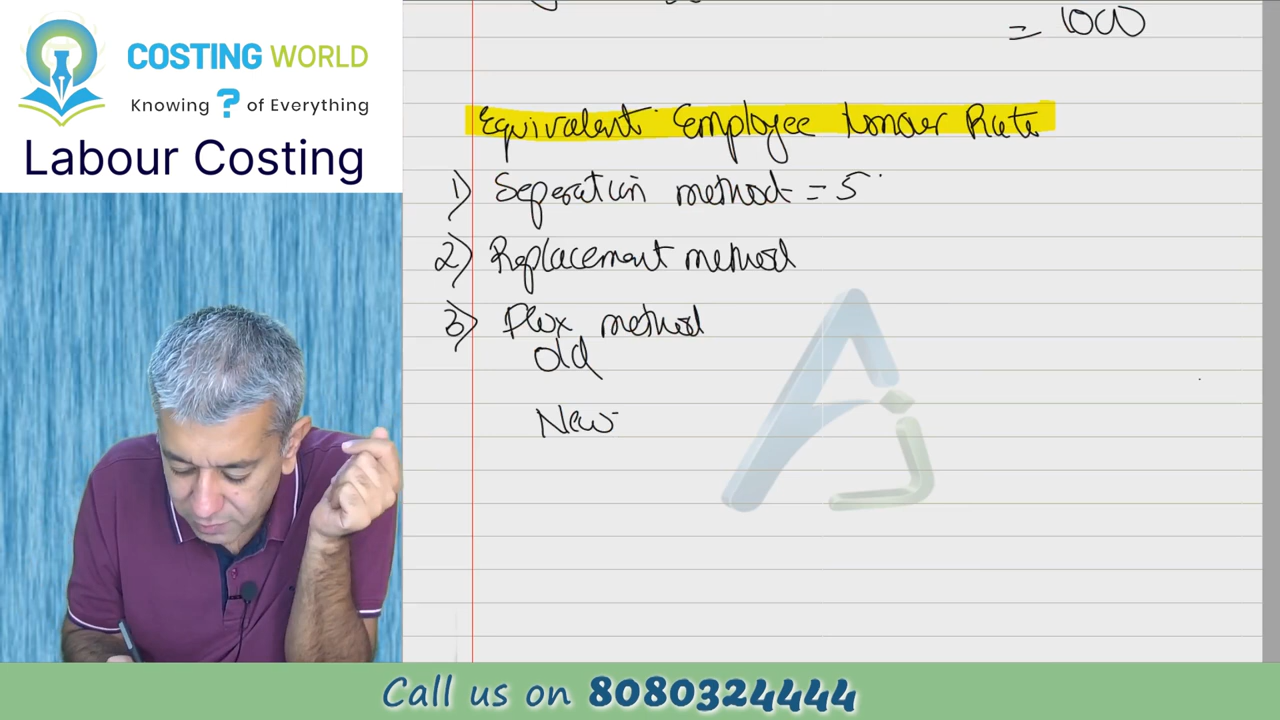 COSTING WORLD
Knowing ? of Everything
Labour Costing
= 1000
Equivalent Employee Turnover Rate
1) Seperation method = 5
2) Replacement method
3) Flux method
Old
New
Call us on 8080324444